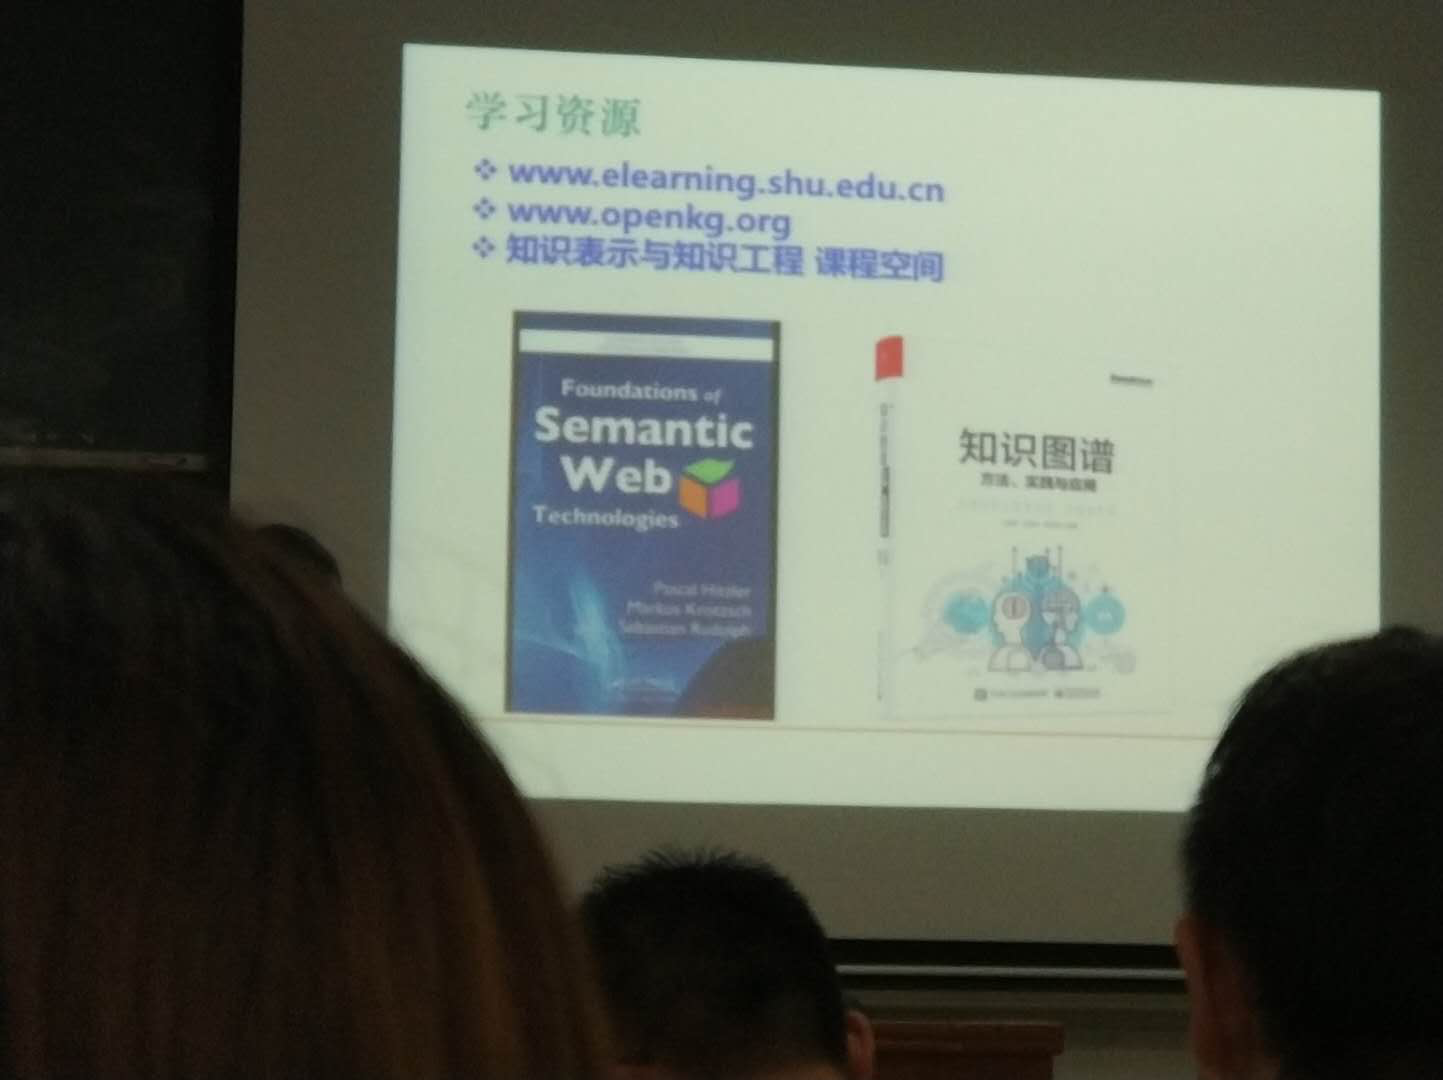 学习资源
❖ www.elearning.shu.edu.cn
❖ www.openkg.org
❖ 知识表示与知识工程 课程空间
Foundations of
Semantic
Web
Technologies
Pascal Hitzler
Markus Kroetzsch
Sebastian Rudolph
知识图谱
方法、实践与应用